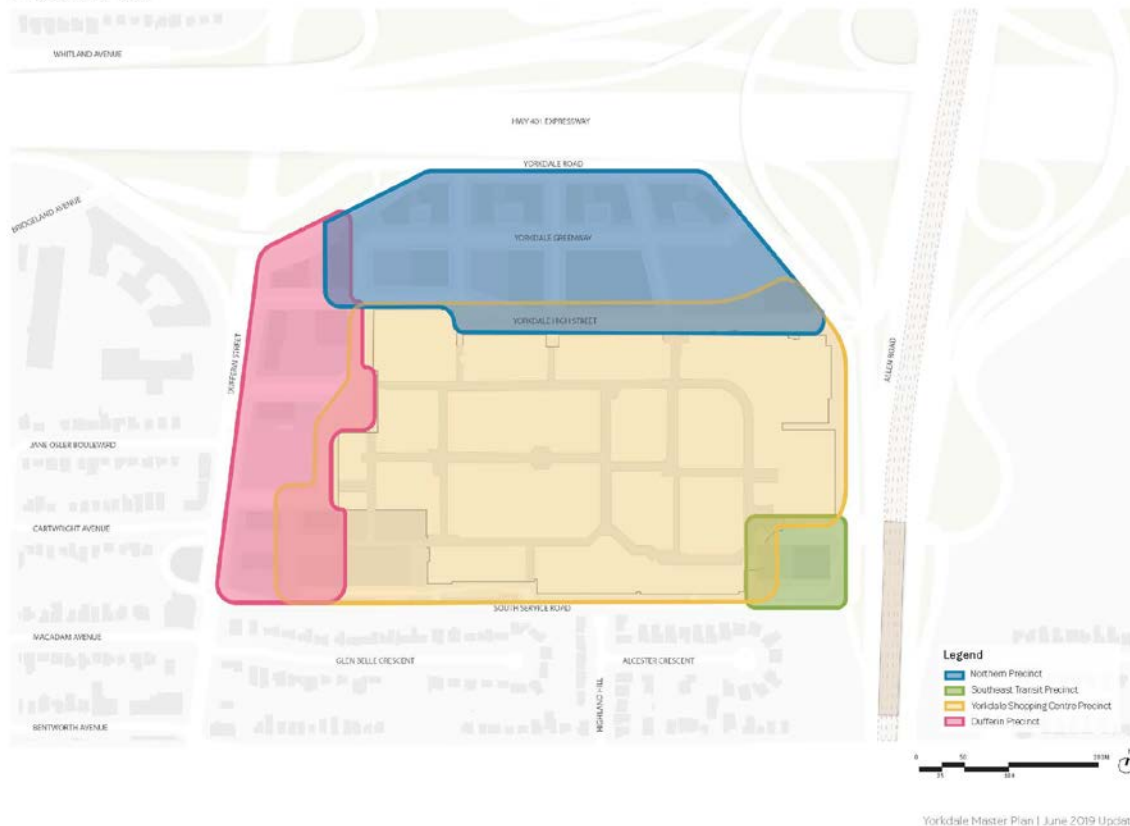 WHITLAND AVENUE
HWY 401 EXPRESSWAY
YORKDALE ROAD
BRIDGELAND AVENUE
YORKDALE GREENWAY
YORKDALE HIGH STREET
DUFFERIN STREET
ALLEN ROAD
JANE OSLER BOULEVARD
CARTWRIGHT AVENUE
SOUTH SERVICE ROAD
MACADAM AVENUE
GLEN BELLE CRESCENT
ALCESTER CRESCENT
HIGHLAND HILL
BENTWORTH AVENUE
Legend
Northern Precinct
Southeast Transit Precinct
Yorkdale Shopping Centre Precinct
Dufferin Precinct
0 50 200M
25 100
Yorkdale Master Plan | June 2019 Updat